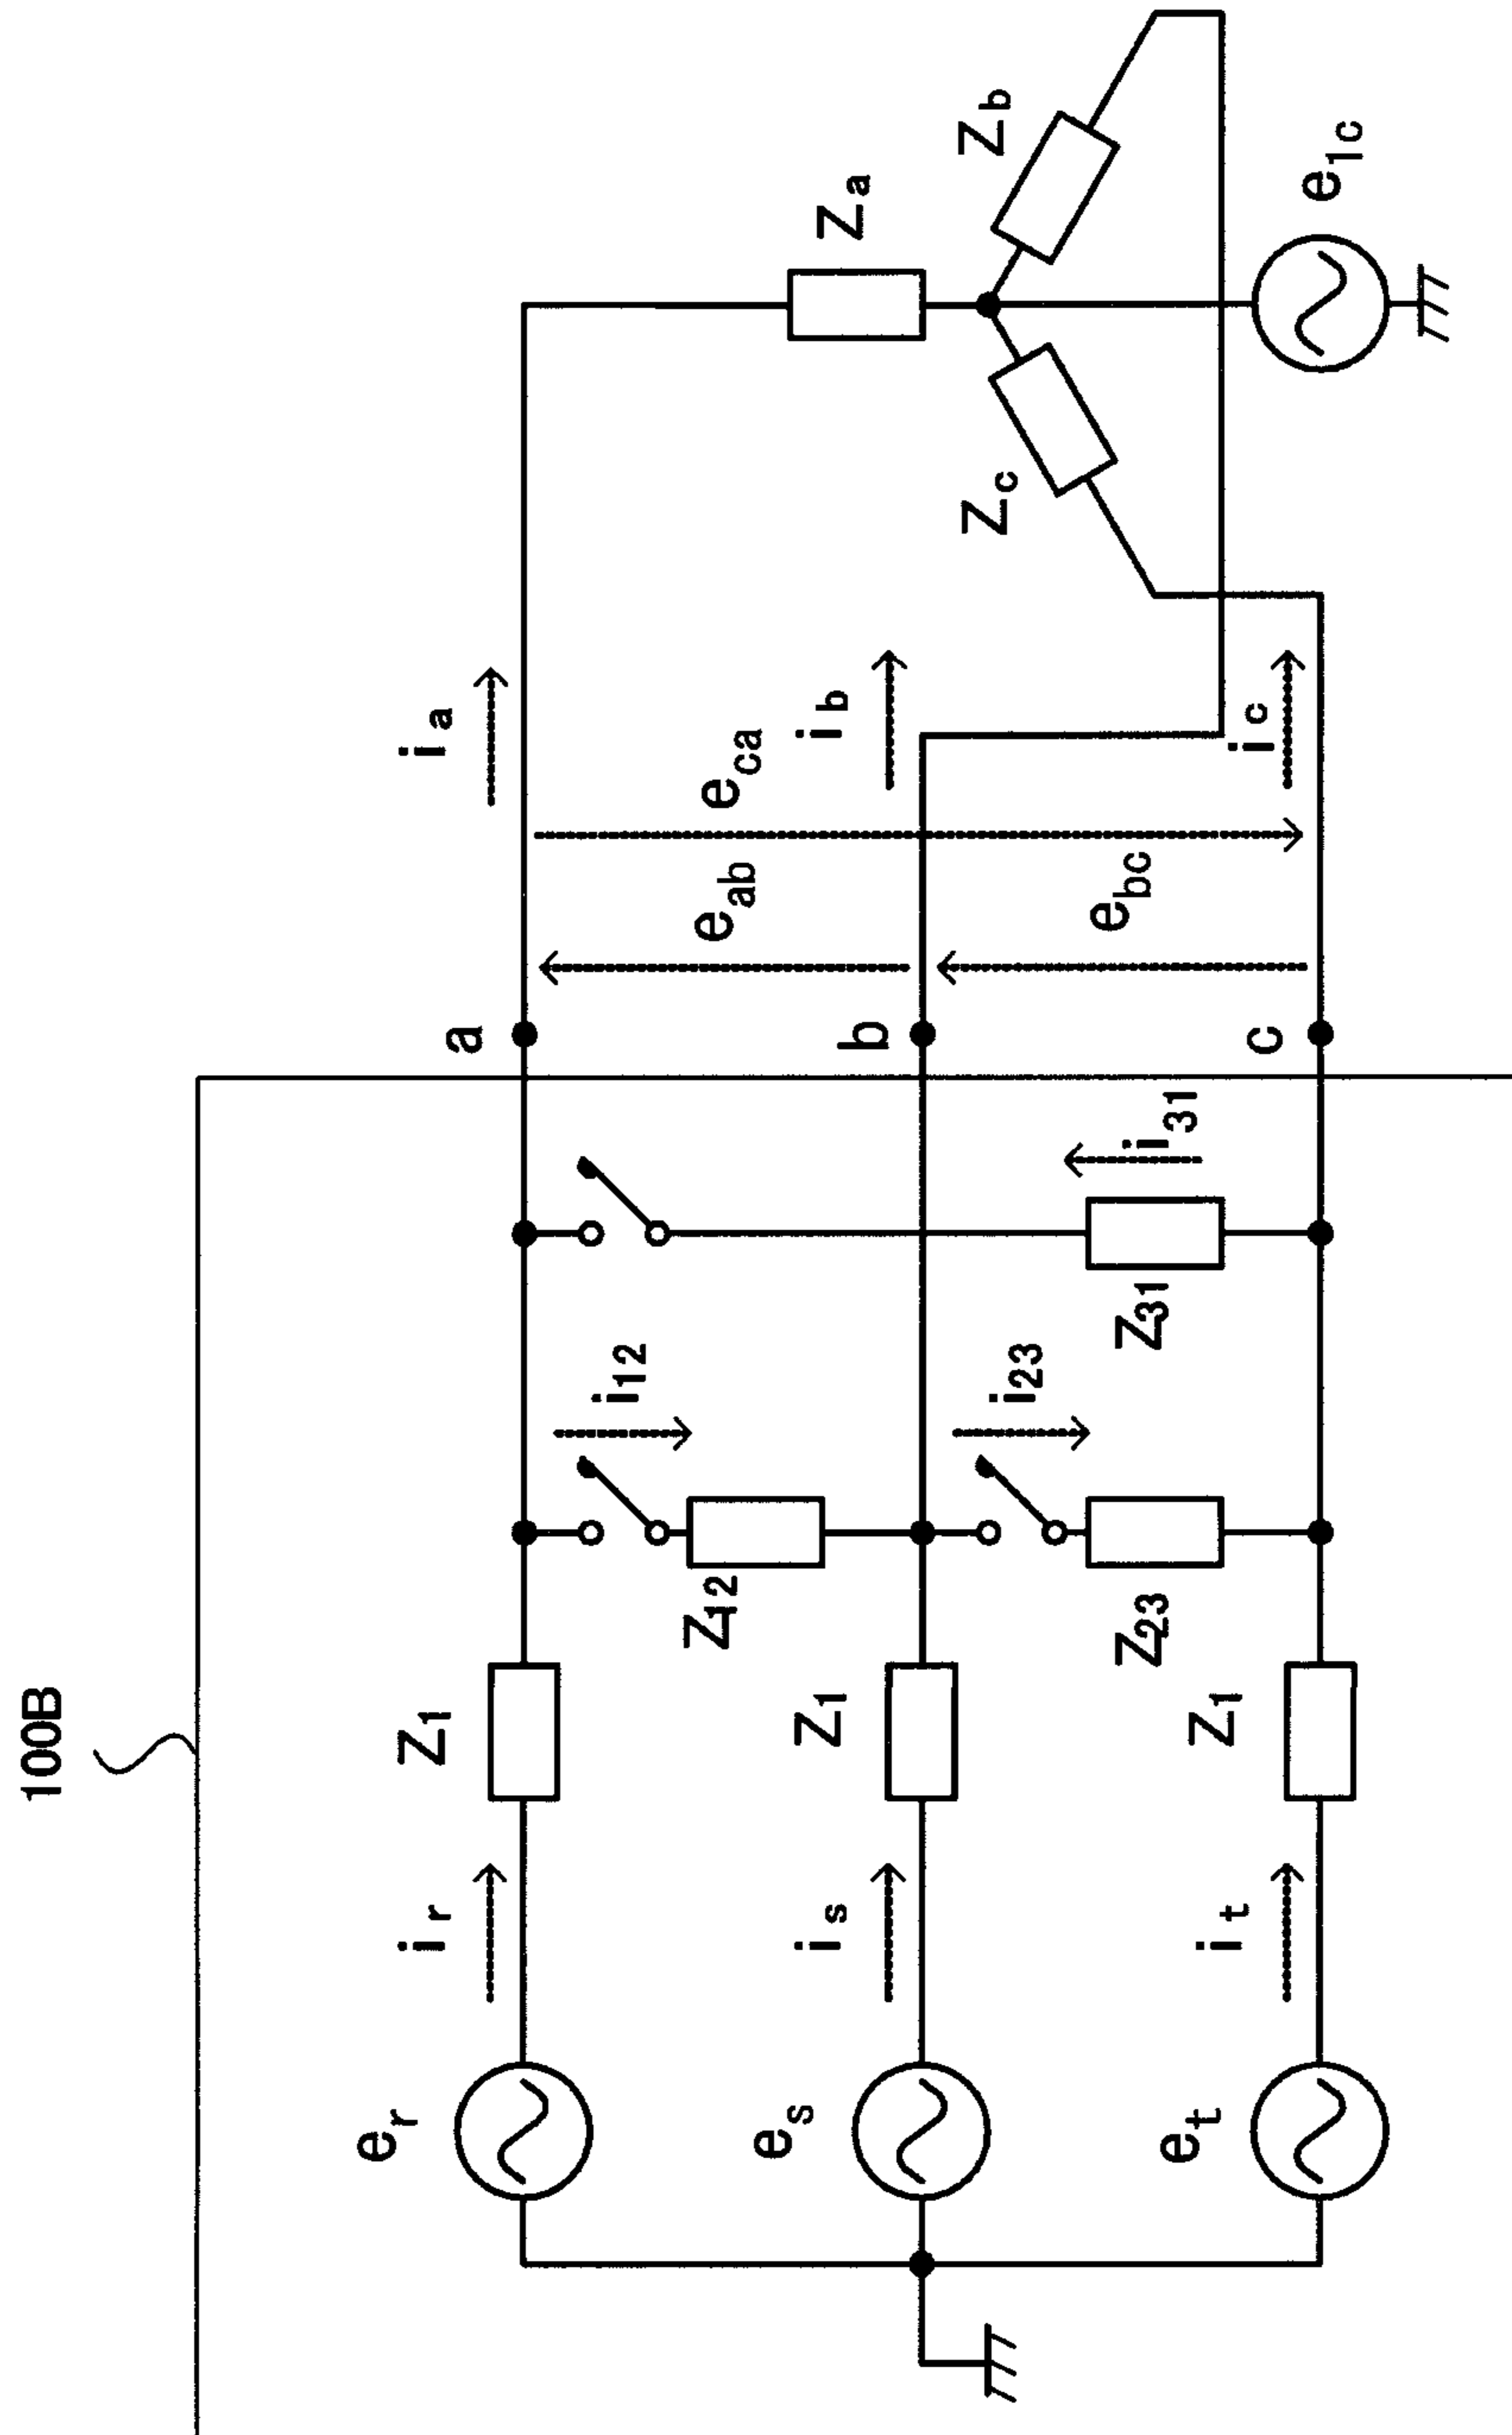 100B
e_r
i_r
Z_1
Z_12
i_12
a
e_ab
e_ca
i_a
Z_a
e_s
i_s
Z_1
Z_23
i_23
Z_31
i_31
b
e_bc
i_b
Z_c
Z_b
e_t
i_t
Z_1
c
i_c
e_1c